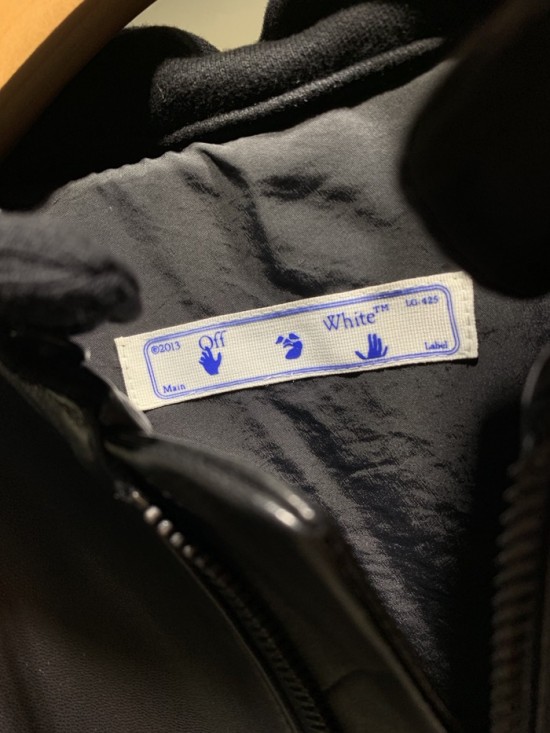 ©2013 Off White™ LG-425
Main Label